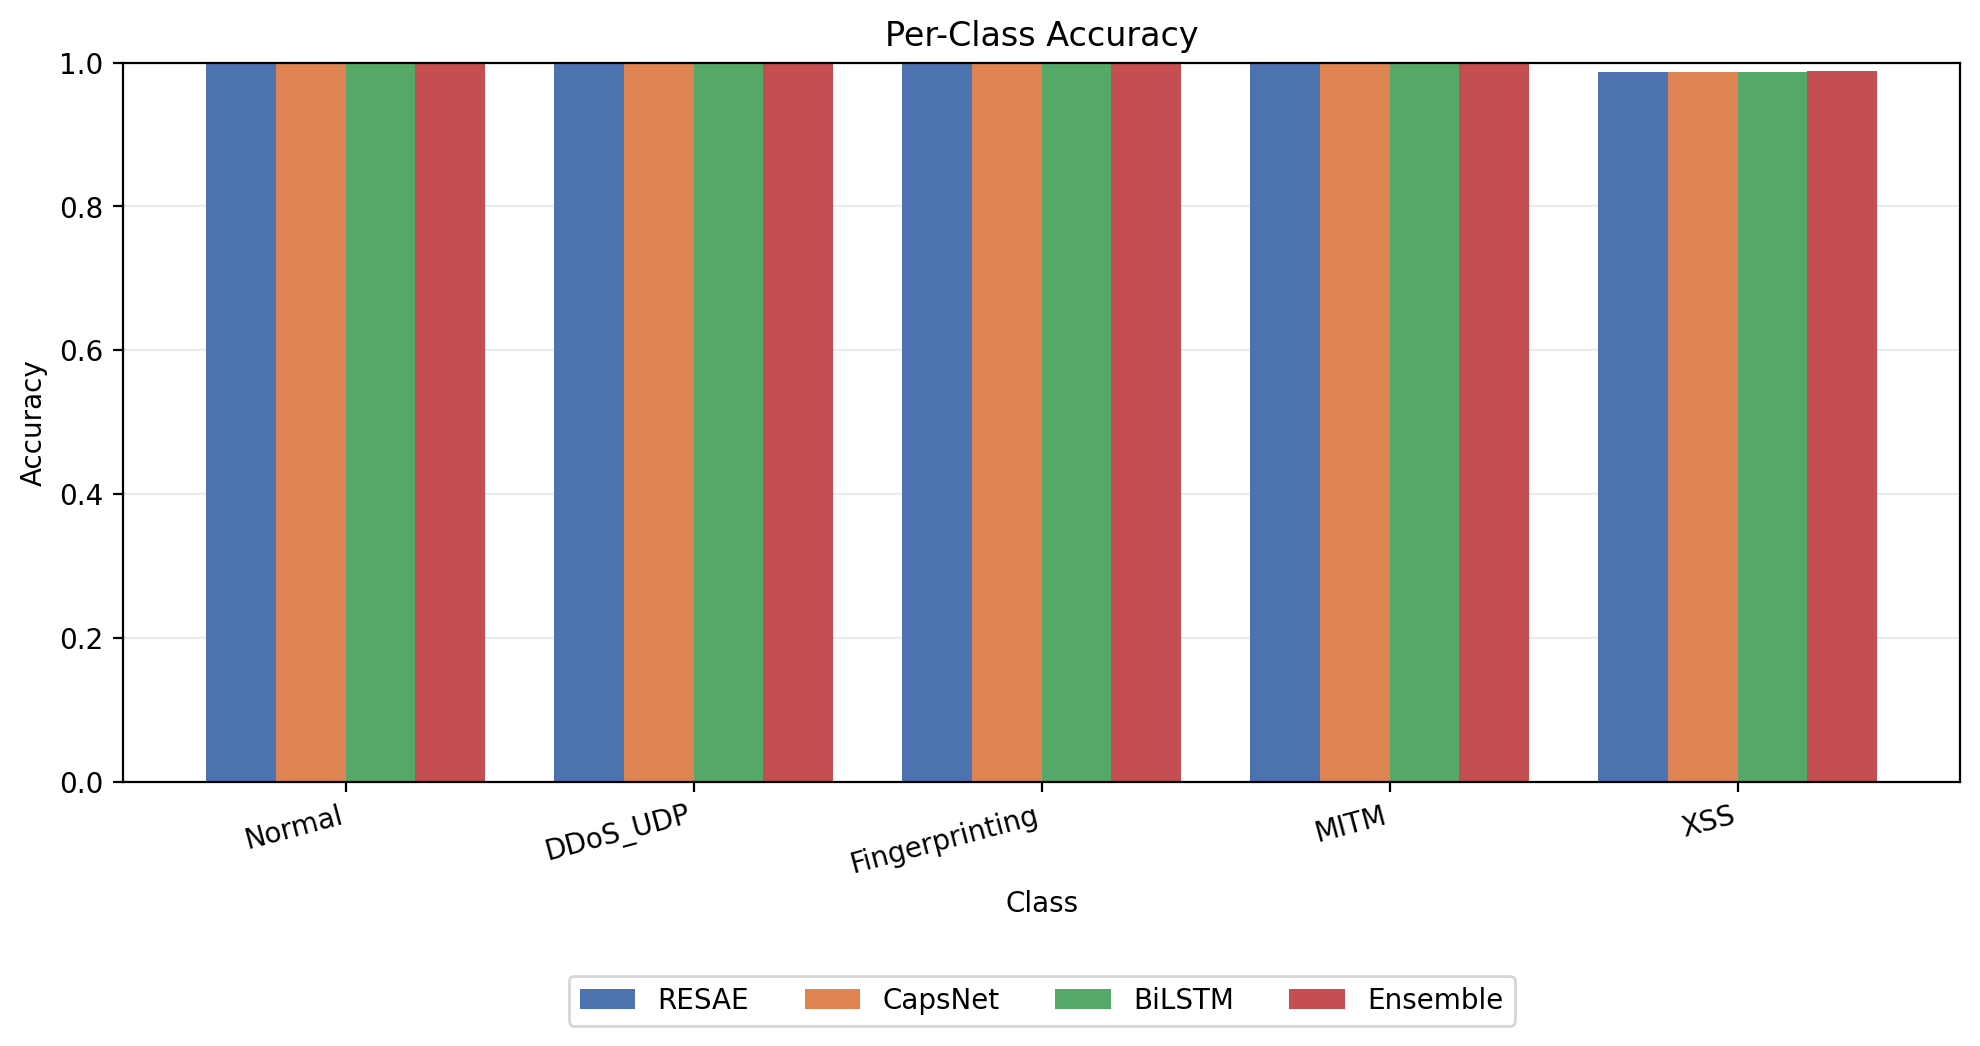 Per-Class Accuracy
1.0
0.8
0.6
0.4
0.2
0.0
Accuracy
Normal
DDoS_UDP
Fingerprinting
MITM
XSS
Class
RESAE CapsNet BiLSTM Ensemble